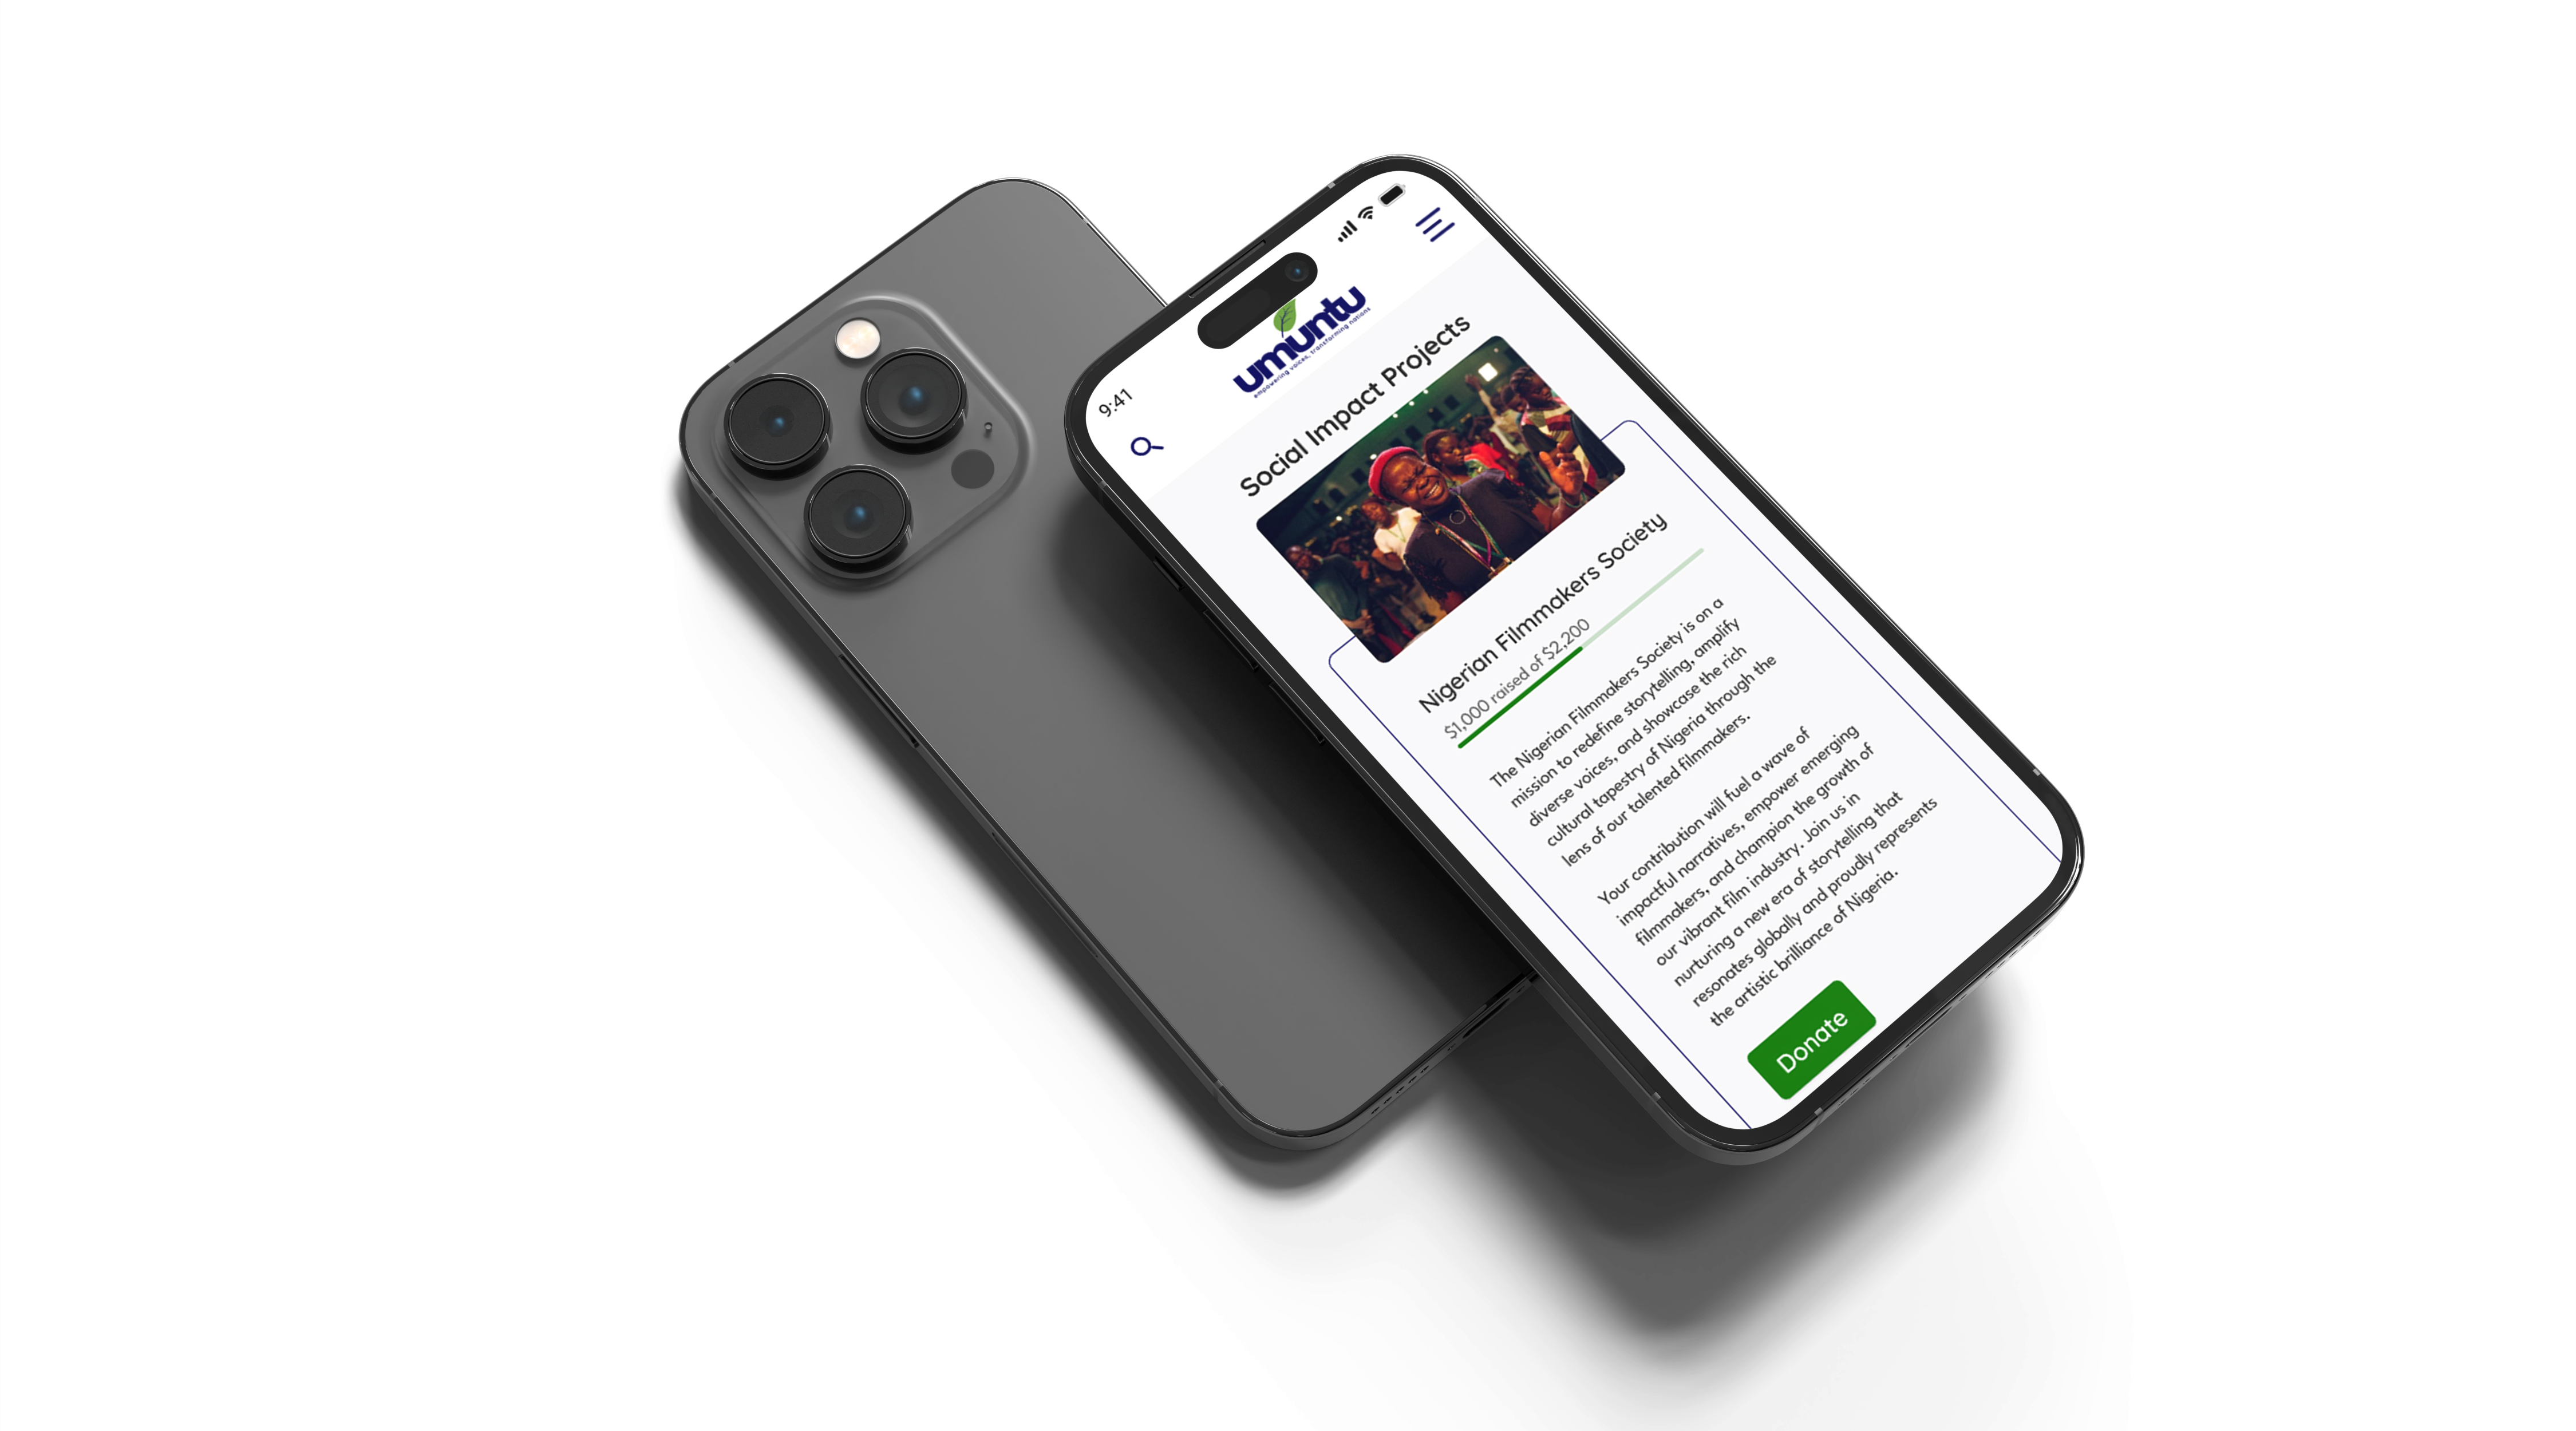 9:41
umuntu
empowering voices, transforming nations
Social Impact Projects
Nigerian Filmmakers Society
$1,000 raised of $2,200
The Nigerian Filmmakers Society is on a
mission to redefine storytelling, amplify
diverse voices, and showcase the rich
cultural tapestry of Nigeria through the
lens of our talented filmmakers.
Your contribution will fuel a wave of
impactful narratives, empower emerging
filmmakers, and champion the growth of
our vibrant film industry. Join us in
nurturing a new era of storytelling that
resonates globally and proudly represents
the artistic brilliance of Nigeria.
Donate